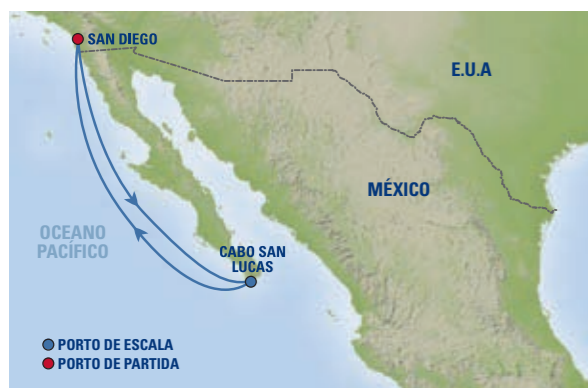 SAN DIEGO
E.U.A
MÉXICO
OCEANO
PACÍFICO
CABO SAN
LUCAS
PORTO DE ESCALA
PORTO DE PARTIDA